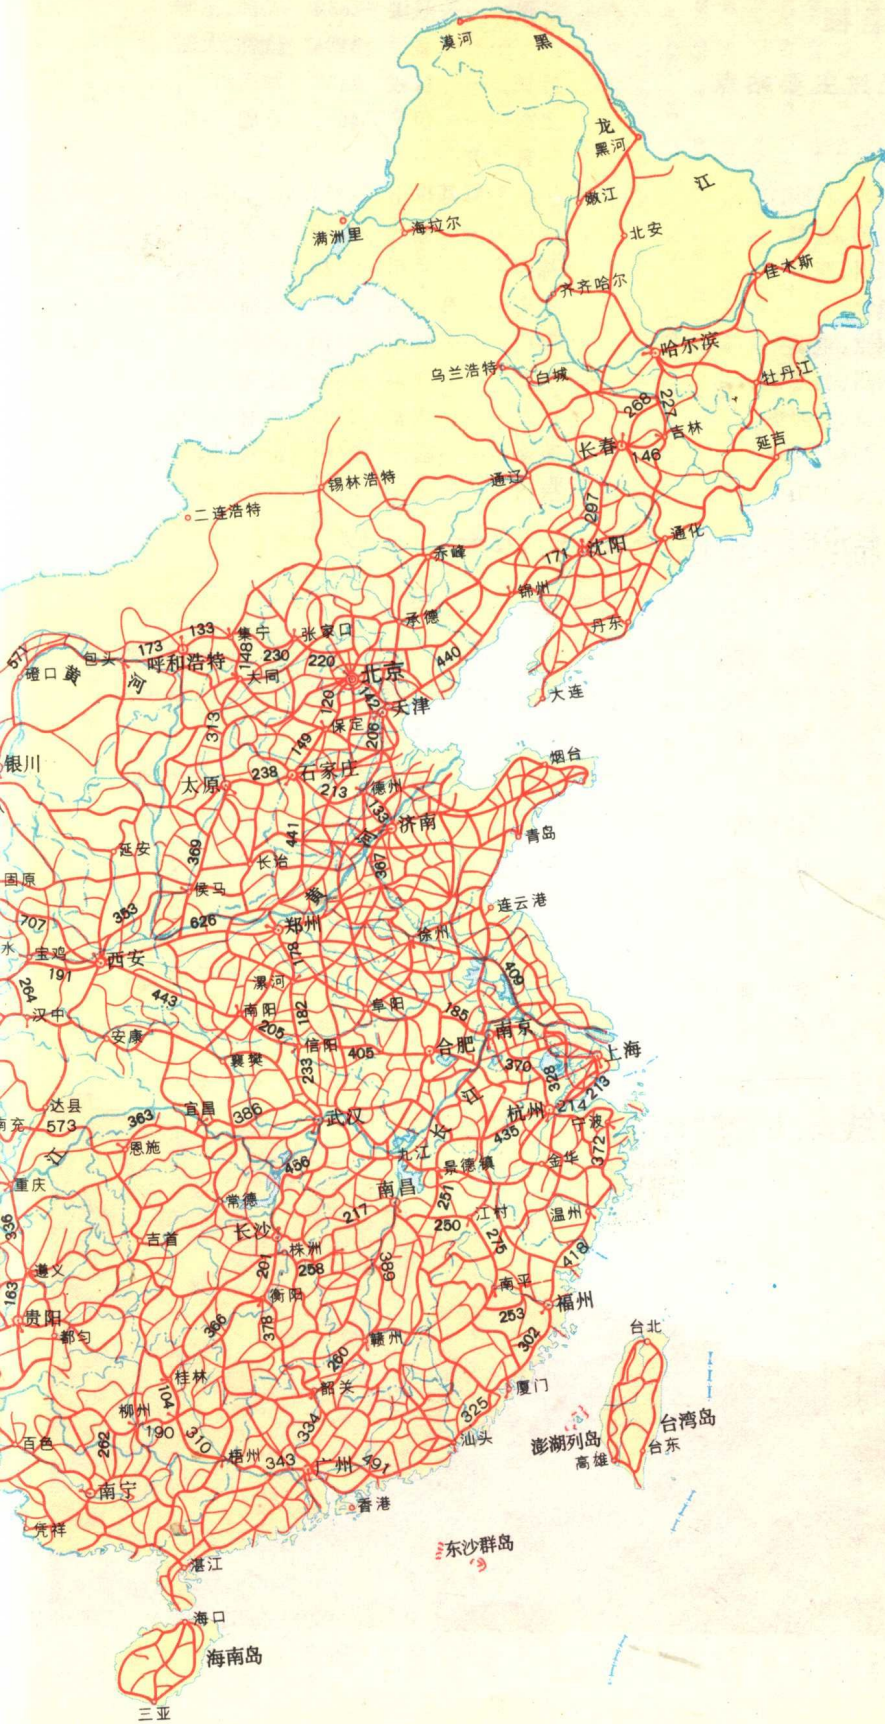 漠河
黑
龙
江
黑河
嫩江
海拉尔
满洲里
北安
佳木斯
齐齐哈尔
哈尔滨
乌兰浩特
白城
牡丹江
268
227
吉林
长春
146
延吉
锡林浩特
通辽
297
二连浩特
通化
赤峰
171
沈阳
锦州
承德
丹东
571
173
133
集宁
张家口
包头
呼和浩特
148
230
220
440
磴口
黄
河
大同
北京
142
大连
120
天津
313
保定
206
149
银川
238
石家庄
烟台
太原
213
德州
133
济南
441
河
青岛
延安
369
长治
367
固原
侯马
黄
连云港
707
353
626
郑州
徐州
水
宝鸡
西安
178
191
409
264
443
漯河
汉中
南阳
182
阜阳
185
安康
205
信阳
南京
襄樊
405
合肥
上海
233
370
328
213
达县
363
宜昌
386
武汉
江
杭州
214
南充
573
长
宁波
恩施
435
372
江
九江
456
景德镇
金华
重庆
常德
南昌
251
336
长沙
217
250
江村
温州
吉首
株洲
275
418
201
258
389
遵义
163
衡阳
南平
贵阳
366
378
253
福州
都匀
赣州
302
台北
260
桂林
韶关
厦门
104
柳州
325
190
310
334
台湾岛
百色
262
梧州
343
广州
491
汕头
澎湖列岛
台东
高雄
南宁
香港
凭祥
东沙群岛
湛江
海口
海南岛
三亚